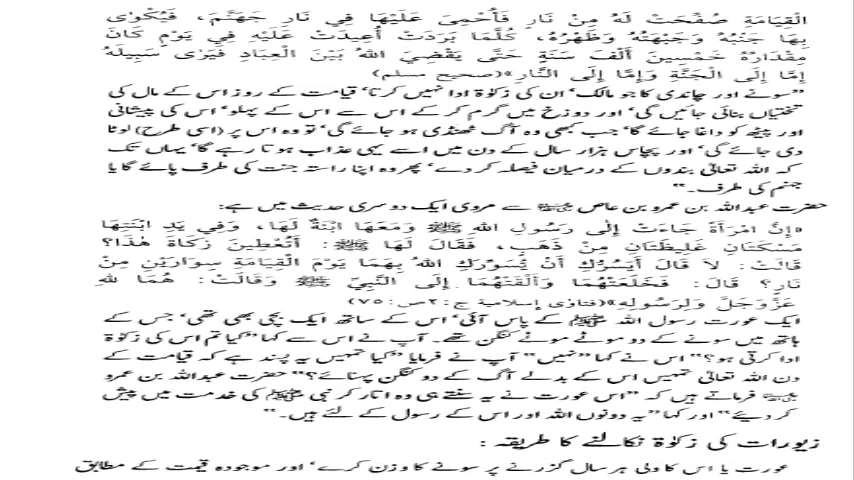 الْقِيَامَةِ صُفِّحَتْ لَهُ مِنْ نَارٍ فَأُحْمِيَ عَلَيْهَا فِي نَارِ جَهَنَّمَ، فَيُكْوٰى
بِهَا جَنْبُهُ وَجَبْهَتُهُ وَظَهْرُهُ، كُلَّمَا بَرَدَتْ أُعِيدَتْ عَلَيْهِ فِي يَوْمٍ كَانَ
مِقْدَارُهُ خَمْسِينَ أَلْفَ سَنَةٍ حَتَّى يَقْضِيَ اللهُ بَيْنَ الْعِبَادِ فَيَرٰى سَبِيلَهُ
إِمَّا إِلَى الْجَنَّةِ وَإِمَّا إِلَى النَّارِ»(صحیح مسلم)
”سونے اور چاندی کا جو مالک‘ ان کی زکوٰۃ ادا نہیں کرتا‘ قیامت کے روز اس کے مال کی
تختیاں بنائی جائیں گی‘ اور دوزخ میں گرم کر کے اس سے اس کے پہلو‘ اس کی پیشانی
اور پیٹھ کو داغا جائے گا‘ جب بھی وہ آگ ٹھنڈی ہو جائے گی‘ تو وہ اس پر (اسی طرح) لوٹا
دی جائے گی‘ اور پچاس ہزار سال کے دن میں اسے یہی عذاب ہوتا رہے گا‘ یہاں تک
کہ اللہ تعالیٰ بندوں کے درمیان فیصلہ کر دے‘ پھر وہ اپنا راستہ جنت کی طرف پائے گا یا
جہنم کی طرف۔“
حضرت عبداللہ بن عمرو بن عاص ؓ سے مروی ایک دوسری حدیث میں ہے:
«إِنَّ امْرَأَةً جَاءَتْ إِلٰى رَسُولِ اللهِ ﷺ وَمَعَهَا ابْنَةٌ لَهَا، وَفِي يَدِ ابْنَتِهَا
مَسْكَتَانِ غَلِيظَتَانِ مِنْ ذَهَبٍ، فَقَالَ لَهَا ﷺ: أَتُعْطِينَ زَكَاةَ هٰذَا؟
قَالَتْ: لاَ قَالَ أَيَسُرُّكِ أَنْ يُسَوِّرَكِ اللهُ بِهِمَا يَوْمَ الْقِيَامَةِ سِوَارَيْنِ مِنْ
نَارٍ؟ قَالَ: فَخَلَعَتْهُمَا وَأَلْقَتْهُمَا إِلَى النَّبِيِّ ﷺ وَقَالَتْ: هُمَا لِلّٰهِ
عَزَّوَجَلَّ وَلِرَسُولِهِ»(فتاوٰی إسلامیة ج:۲ص:۷۵)
ایک عورت رسول اللہ ﷺ کے پاس آئی‘ اس کے ساتھ ایک بچی بھی تھی‘ جس کے
ہاتھ میں سونے کے دو موٹے موٹے کنگن تھے۔ آپ نے اس سے کہا ”کیا تم اس کی زکوٰۃ
ادا کرتی ہو؟“ اس نے کہا ”نہیں“ آپ نے فرمایا ”کیا تمہیں یہ پسند ہے کہ قیامت کے
دن اللہ تعالیٰ تمہیں اس کے بدلے آگ کے دو کنگن پہنائے؟“ حضرت عبداللہ بن عمرو
ؓ فرماتے ہیں کہ ”اس عورت نے یہ سنتے ہی وہ اتار کر نبی ﷺ کی خدمت میں پیش
کر دیے“ اور کہا ”یہ دونوں اللہ اور اس کے رسول کے لئے ہیں۔“
زیورات کی زکوٰۃ نکالنے کا طریقہ :
عورت یا اس کا ولی ہر سال گزرنے پر سونے کا وزن کرے‘ اور موجودہ قیمت کے مطابق